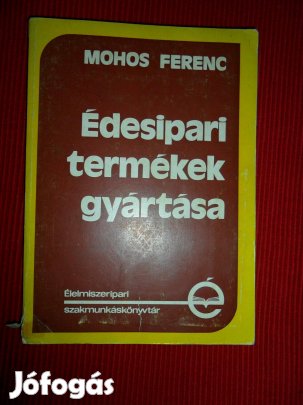 MOHOS FERENC
Édesipari
termékek
gyártása
Élelmiszeripari
szakmunkáskönyvtár
é
Jófogás